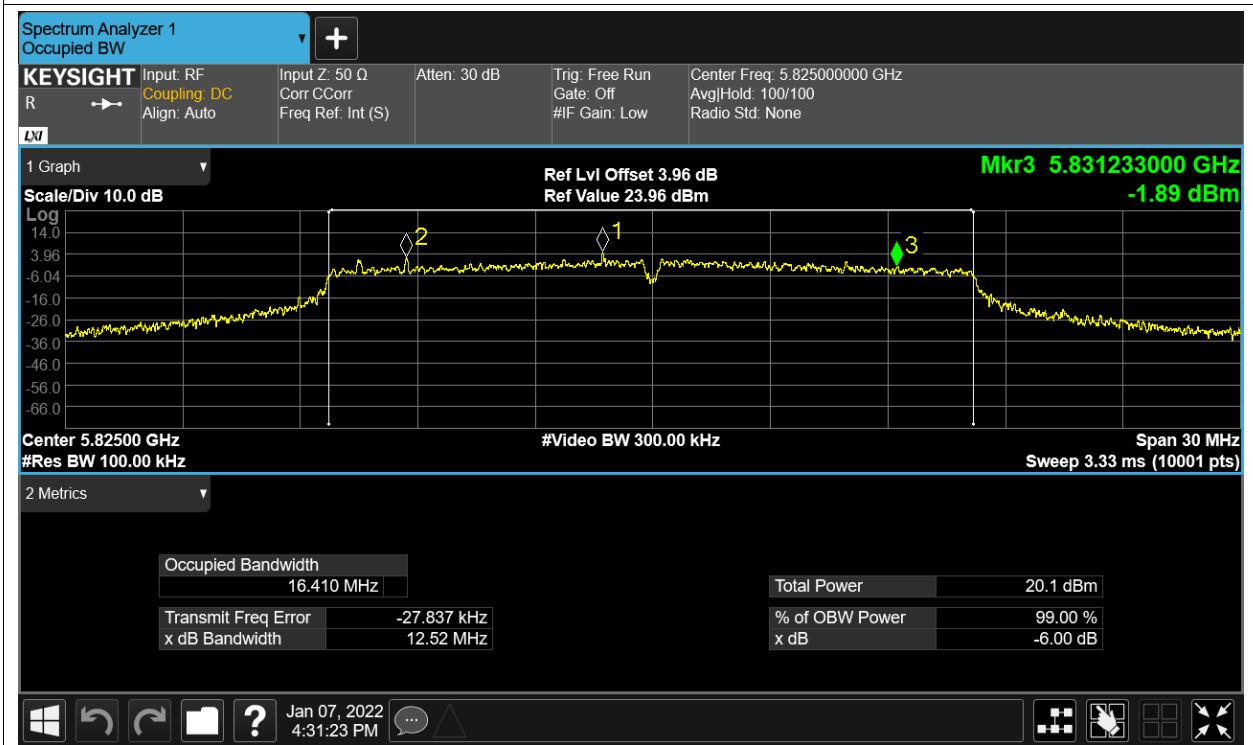 Spectrum Analyzer 1
Occupied BW
+
KEYSIGHT
R
LXI
Input: RF
Coupling: DC
Align: Auto
Input Z: 50 Ω
Corr CCorr
Freq Ref: Int (S)
Atten: 30 dB
Trig: Free Run
Gate: Off
#IF Gain: Low
Center Freq: 5.825000000 GHz
Avg|Hold: 100/100
Radio Std: None
1 Graph
Scale/Div 10.0 dB
Ref Lvl Offset 3.96 dB
Ref Value 23.96 dBm
Mkr3 5.831233000 GHz
-1.89 dBm
Log
14.0
3.96
-6.04
-16.0
-26.0
-36.0
-46.0
-56.0
-66.0
2
1
3
Center 5.82500 GHz
#Res BW 100.00 kHz
#Video BW 300.00 kHz
Span 30 MHz
Sweep 3.33 ms (10001 pts)
2 Metrics
Occupied Bandwidth
16.410 MHz
Transmit Freq Error -27.837 kHz
x dB Bandwidth 12.52 MHz
Total Power 20.1 dBm
% of OBW Power 99.00 %
x dB -6.00 dB
?
Jan 07, 2022
4:31:23 PM